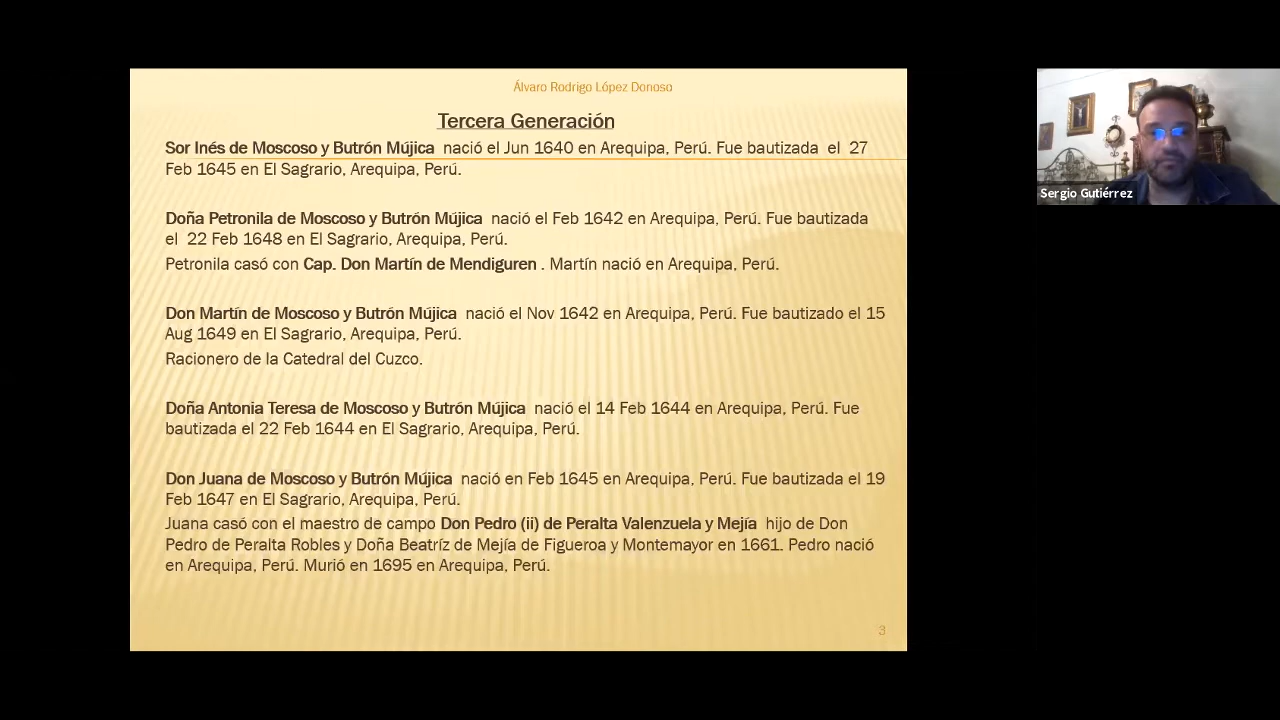 Álvaro Rodrigo López Donoso
Tercera Generación
Sor Inés de Moscoso y Butrón Mújica nació el Jun 1640 en Arequipa, Perú. Fue bautizada el 27
Feb 1645 en El Sagrario, Arequipa, Perú.
Doña Petronila de Moscoso y Butrón Mújica nació el Feb 1642 en Arequipa, Perú. Fue bautizada
el 22 Feb 1648 en El Sagrario, Arequipa, Perú.
Petronila casó con Cap. Don Martín de Mendiguren . Martín nació en Arequipa, Perú.
Don Martín de Moscoso y Butrón Mújica nació el Nov 1642 en Arequipa, Perú. Fue bautizado el 15
Aug 1649 en El Sagrario, Arequipa, Perú.
Racionero de la Catedral del Cuzco.
Doña Antonia Teresa de Moscoso y Butrón Mújica nació el 14 Feb 1644 en Arequipa, Perú. Fue
bautizada el 22 Feb 1644 en El Sagrario, Arequipa, Perú.
Don Juana de Moscoso y Butrón Mújica nació en Feb 1645 en Arequipa, Perú. Fue bautizada el 19
Feb 1647 en El Sagrario, Arequipa, Perú.
Juana casó con el maestro de campo Don Pedro (ii) de Peralta Valenzuela y Mejía hijo de Don
Pedro de Peralta Robles y Doña Beatríz de Mejía de Figueroa y Montemayor en 1661. Pedro nació
en Arequipa, Perú. Murió en 1695 en Arequipa, Perú.
3
Sergio Gutiérrez